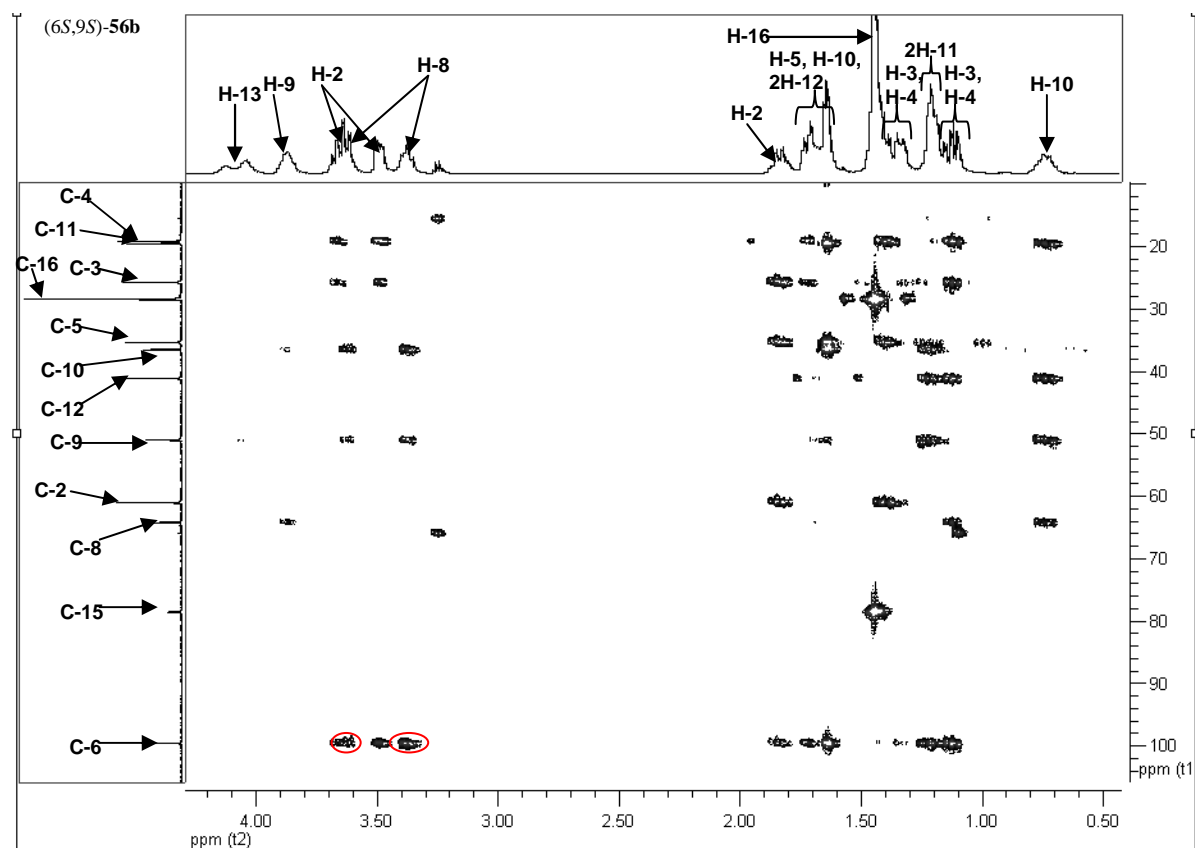 (6S,9S)-56b
H-16
2H-11
H-5, H-10,
2H-12
H-3,
H-4
H-3,
H-4
H-13
H-9
H-2
H-8
H-2
H-10
C-4
C-11
C-16
C-3
C-5
C-10
C-12
C-9
C-2
C-8
C-15
C-6
20
30
40
50
60
70
80
90
100
ppm (t1
4.00 3.50 3.00 2.50 2.00 1.50 1.00 0.50
ppm (t2)